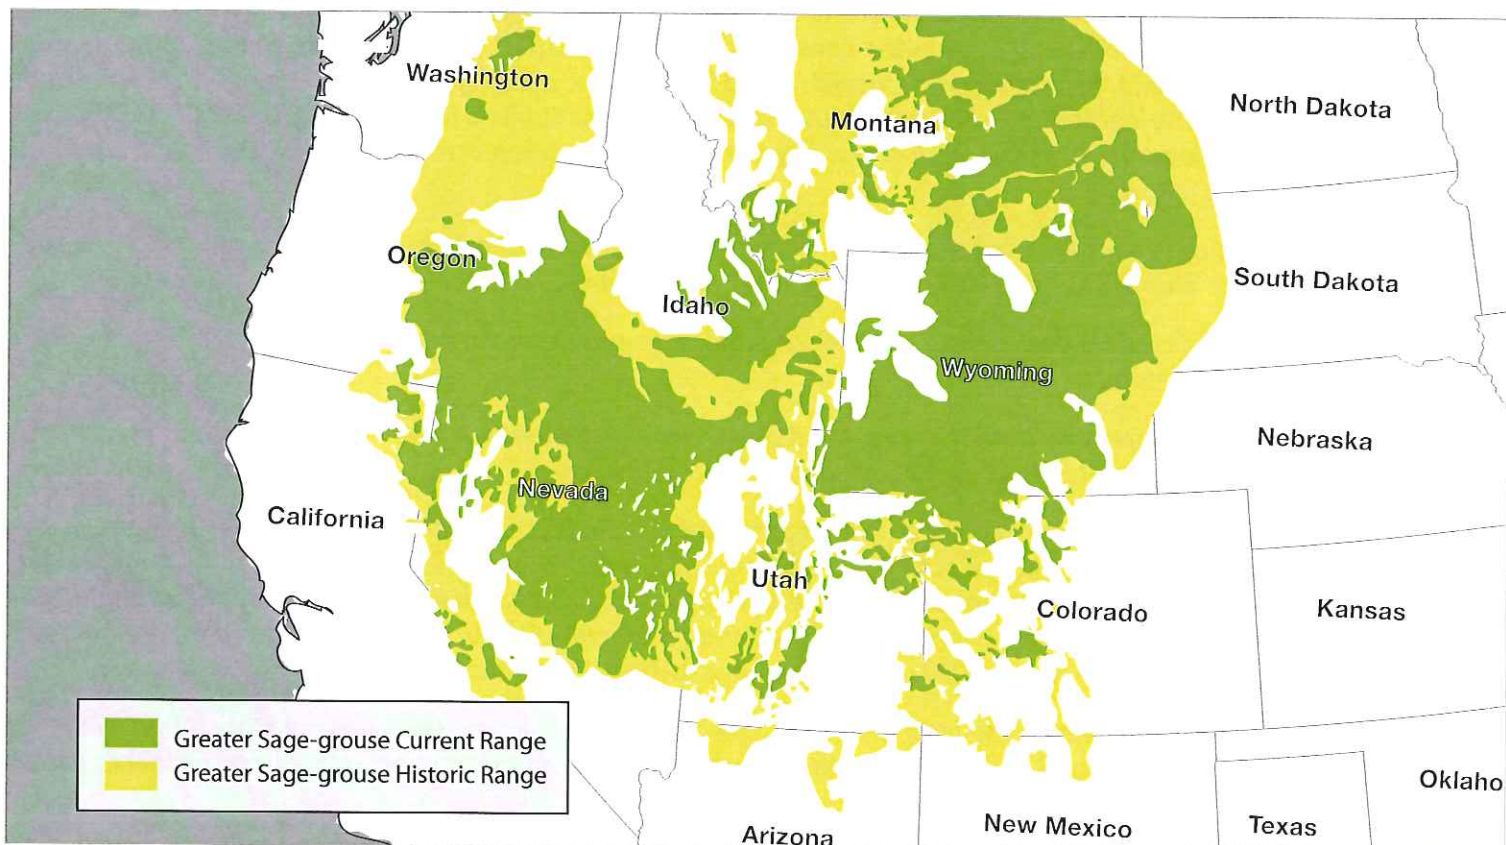 Washington
Montana
North Dakota
Oregon
Idaho
South Dakota
Wyoming
Nebraska
Nevada
California
Utah
Colorado
Kansas
Greater Sage-grouse Current Range
Greater Sage-grouse Historic Range
Oklaho
Arizona
New Mexico
Texas